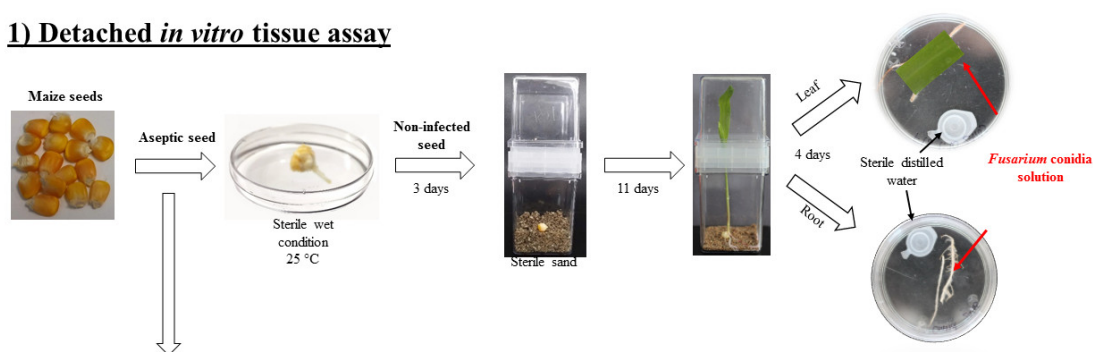 1) Detached in vitro tissue assay
Maize seeds
Aseptic seed
Sterile wet
condition
25 °C
Non-infected
seed
3 days
Sterile sand
11 days
Leaf
4 days
Root
Sterile distilled
water
Fusarium conidia
solution